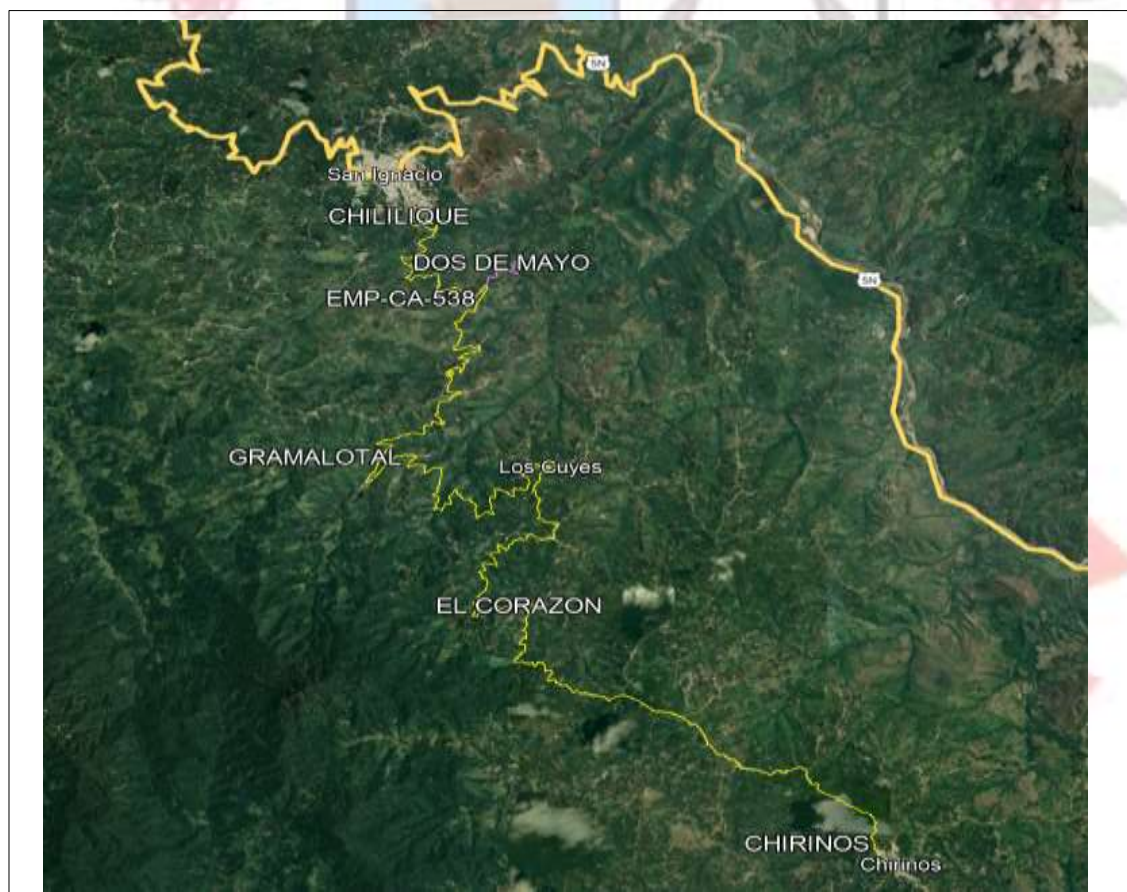 5N
San Ignacio
CHILILIQUE
DOS DE MAYO
5N
EMP-CA-538
GRAMALOTAL
Los Cuyes
EL CORAZON
CHIRINOS
Chirinos